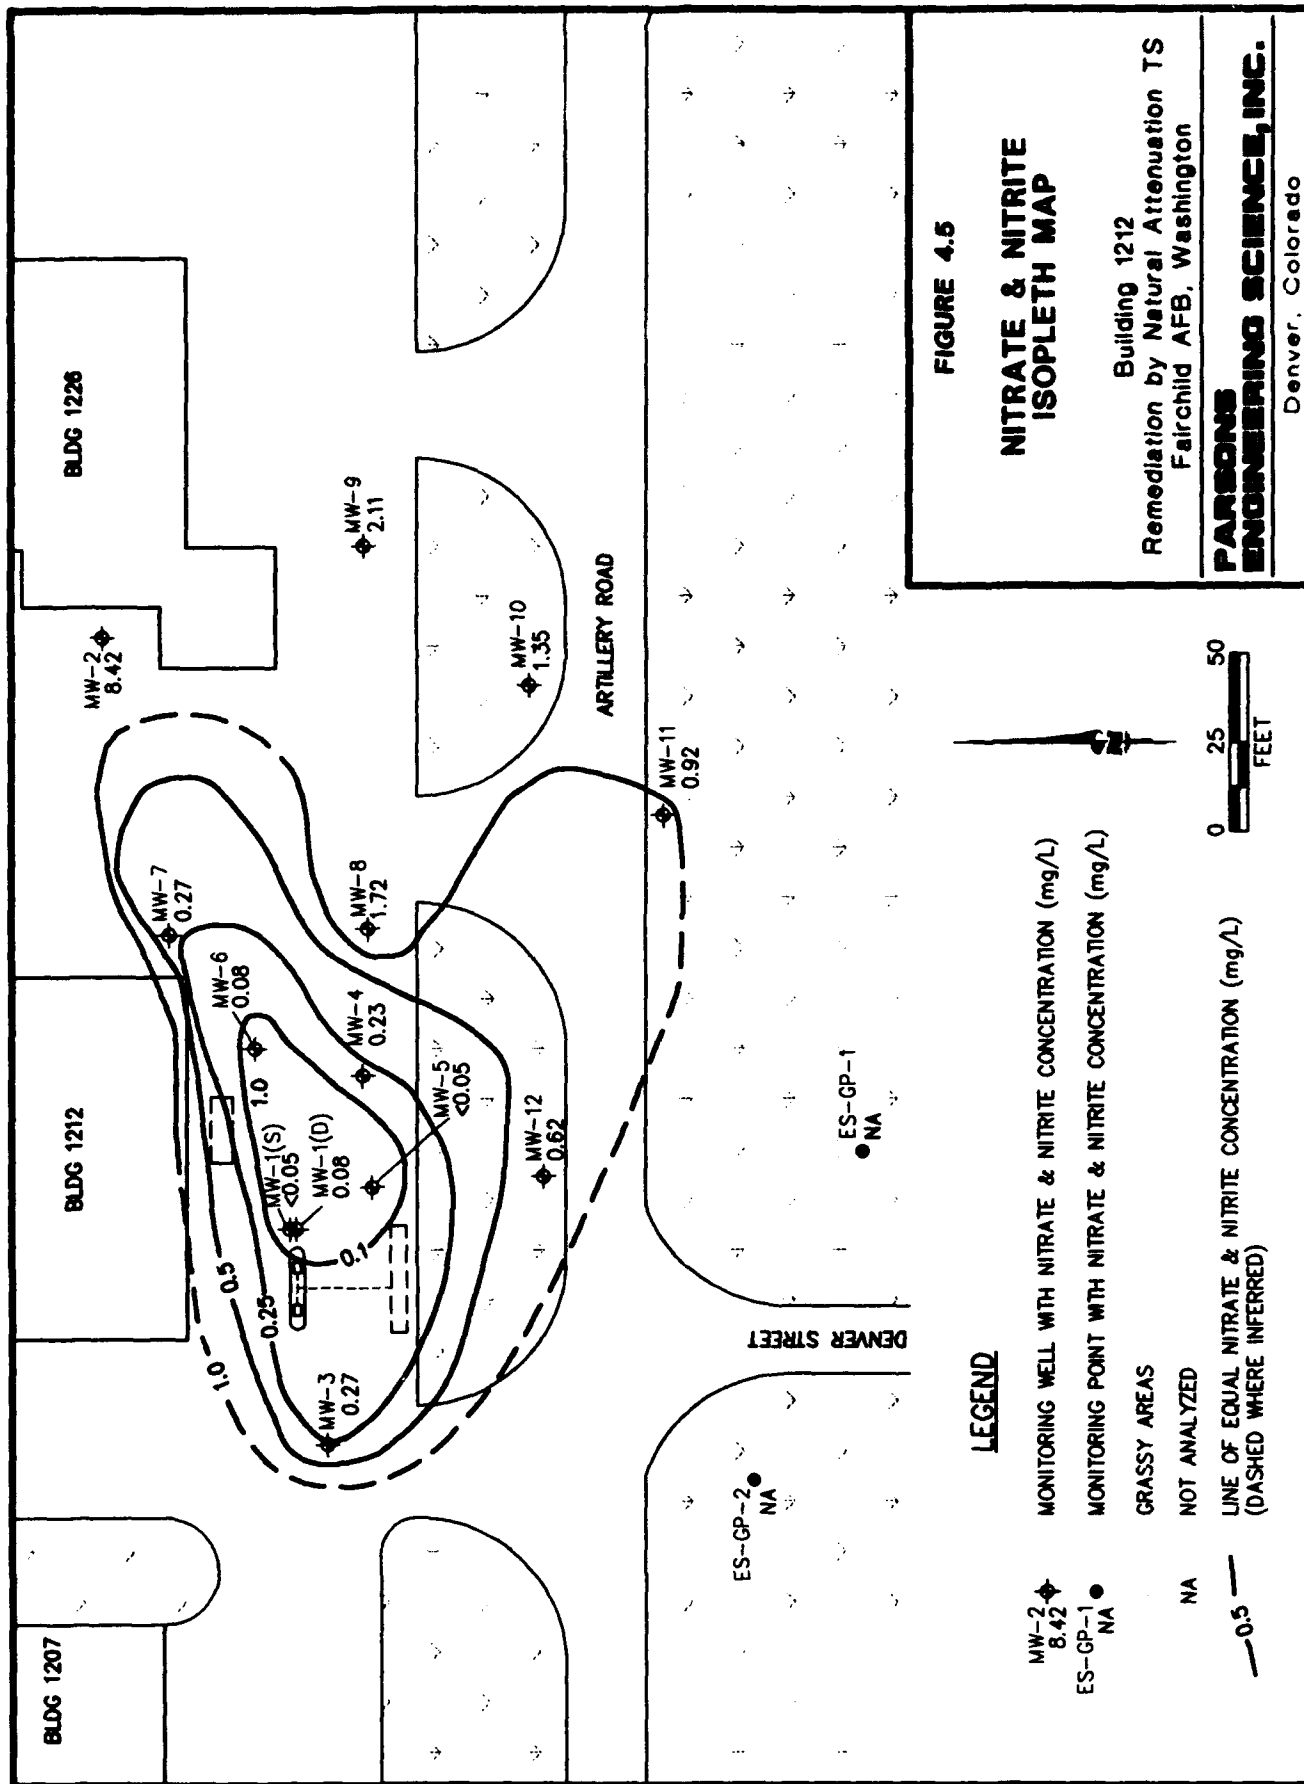 BLDG 1207
BLDG 1212
BLDG 1226
MW-2
8.42
MW-7
0.27
MW-6
0.08
MW-9
2.11
MW-8
1.72
MW-4
0.23
MW-1(S)
<0.05
MW-1(D)
0.08
MW-5
<0.05
MW-3
0.27
MW-10
1.35
MW-12
0.62
MW-11
0.92
1.0
0.5
0.25
0.1
1.0
ARTILLERY ROAD
DENVER STREET
ES-GP-1
NA
ES-GP-2
NA
LEGEND
MW-2
8.42
MONITORING WELL WITH NITRATE & NITRITE CONCENTRATION (mg/L)
ES-GP-1
NA
MONITORING POINT WITH NITRATE & NITRITE CONCENTRATION (mg/L)
GRASSY AREAS
NA
NOT ANALYZED
0.5
LINE OF EQUAL NITRATE & NITRITE CONCENTRATION (mg/L)
(DASHED WHERE INFERRED)
0 25 50
FEET
FIGURE 4.5
NITRATE & NITRITE
ISOPLETH MAP
Building 1212
Remediation by Natural Attenuation TS
Fairchild AFB, Washington
PARSONS
ENGINEERING SCIENCE, INC.
Denver, Colorado